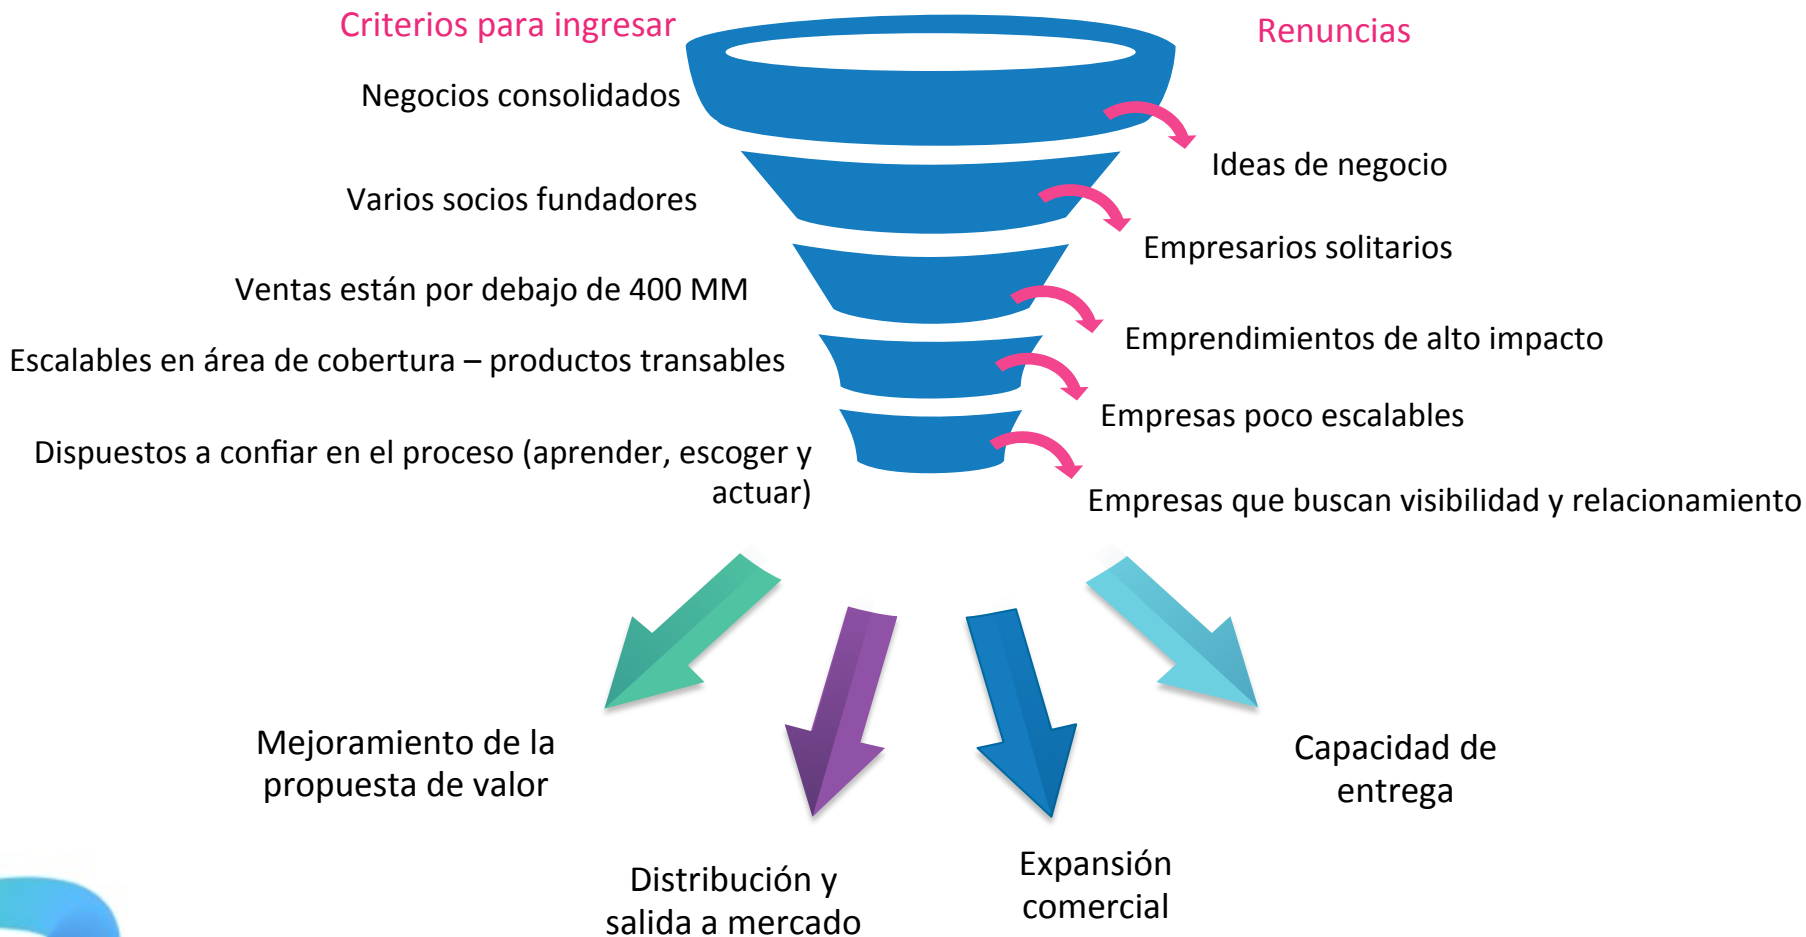 Criterios para ingresar
Renuncias
Negocios consolidados
Ideas de negocio
Varios socios fundadores
Empresarios solitarios
Ventas están por debajo de 400 MM
Emprendimientos de alto impacto
Escalables en área de cobertura – productos transables
Empresas poco escalables
Dispuestos a confiar en el proceso (aprender, escoger y
actuar)
Empresas que buscan visibilidad y relacionamiento
Mejoramiento de la
propuesta de valor
Distribución y
salida a mercado
Expansión
comercial
Capacidad de
entrega